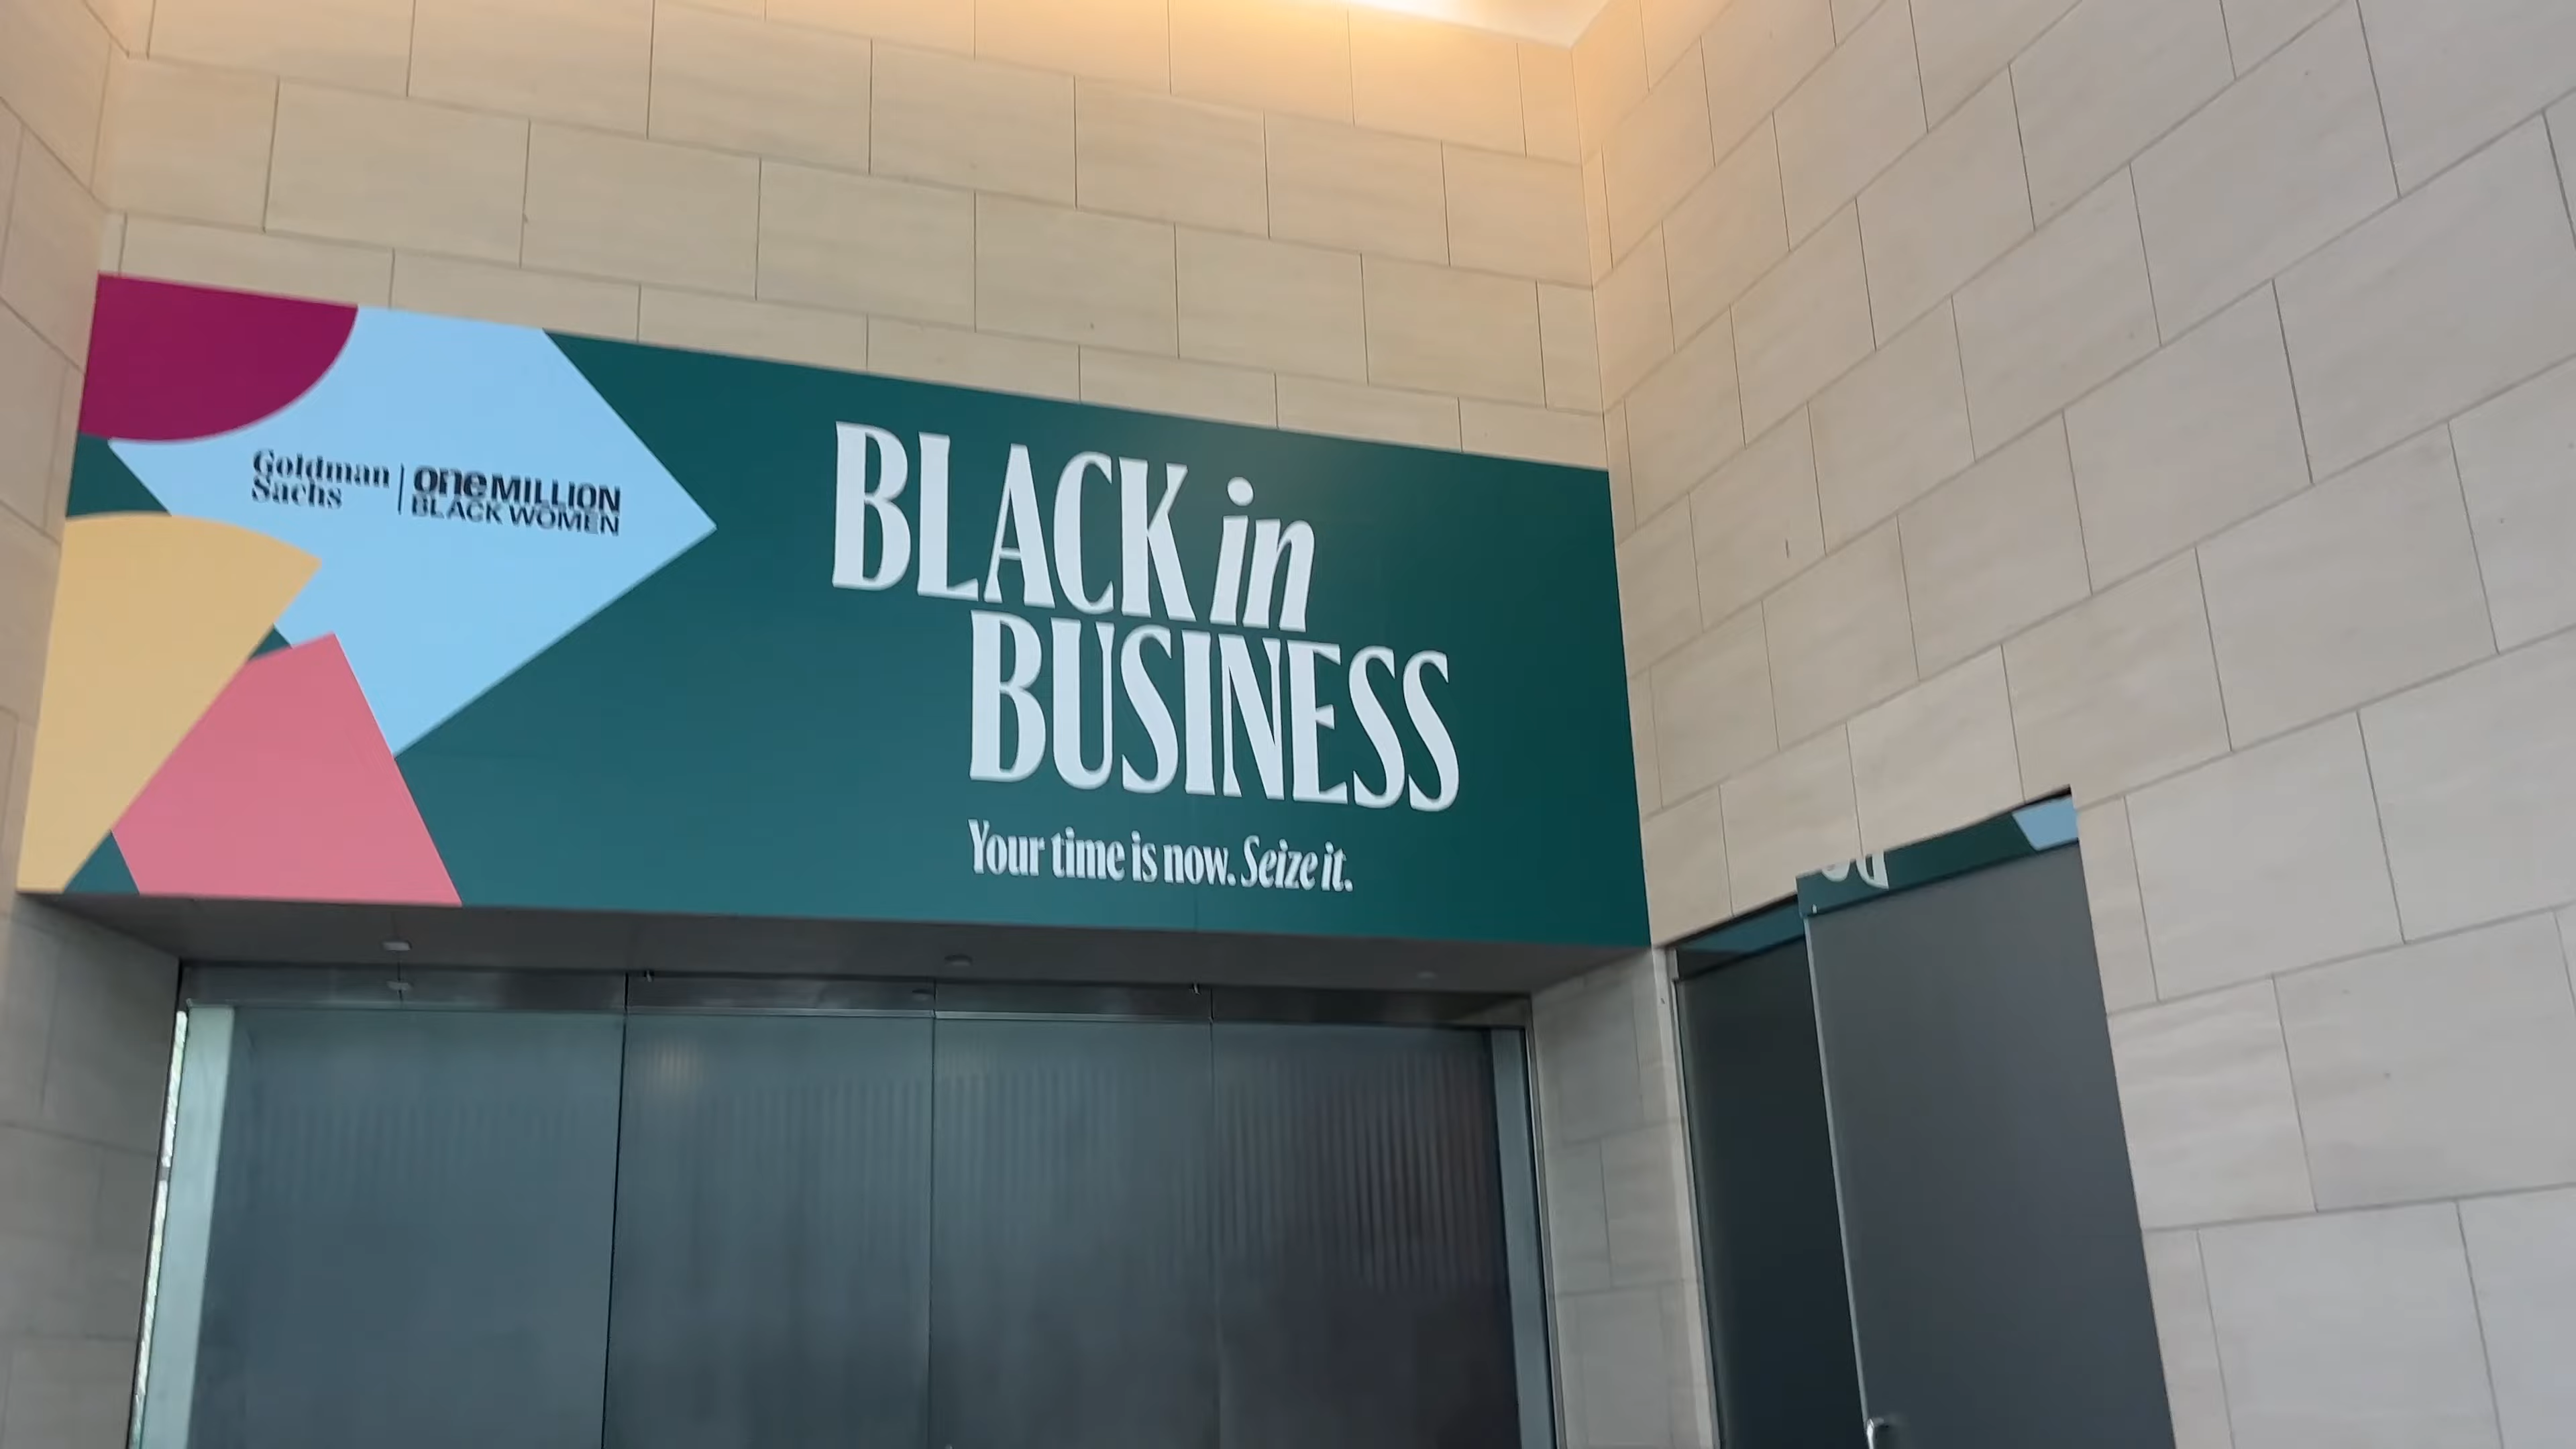 Goldman
Sachs
one MILLION
BLACK WOMEN
BLACK in
BUSINESS
Your time is now. Seize it.